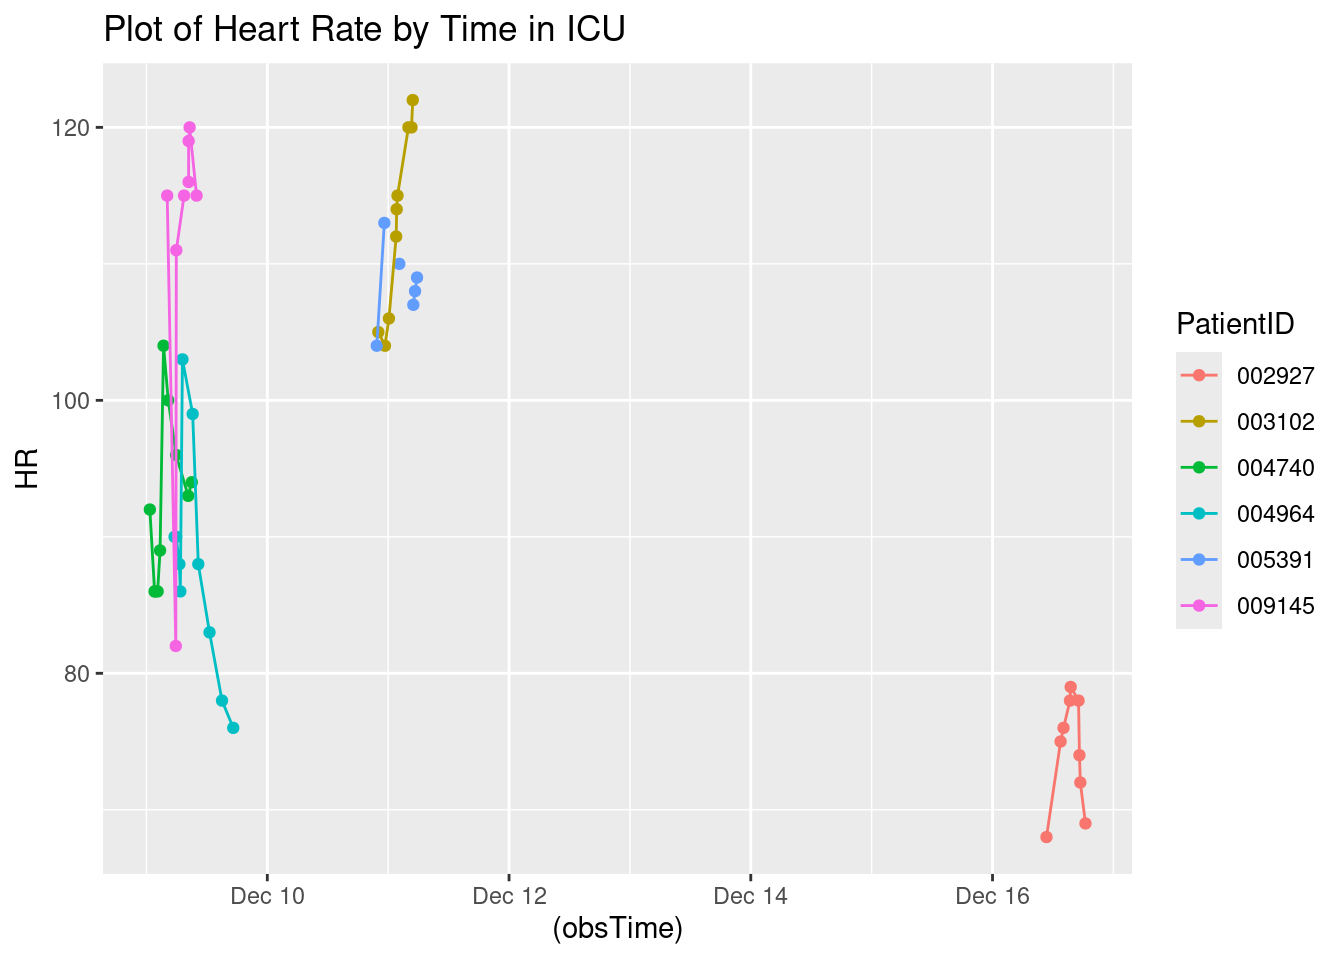 Plot of Heart Rate by Time in ICU
120
100
80
HR
Dec 10
Dec 12
Dec 14
Dec 16
(obsTime)
PatientID
002927
003102
004740
004964
005391
009145